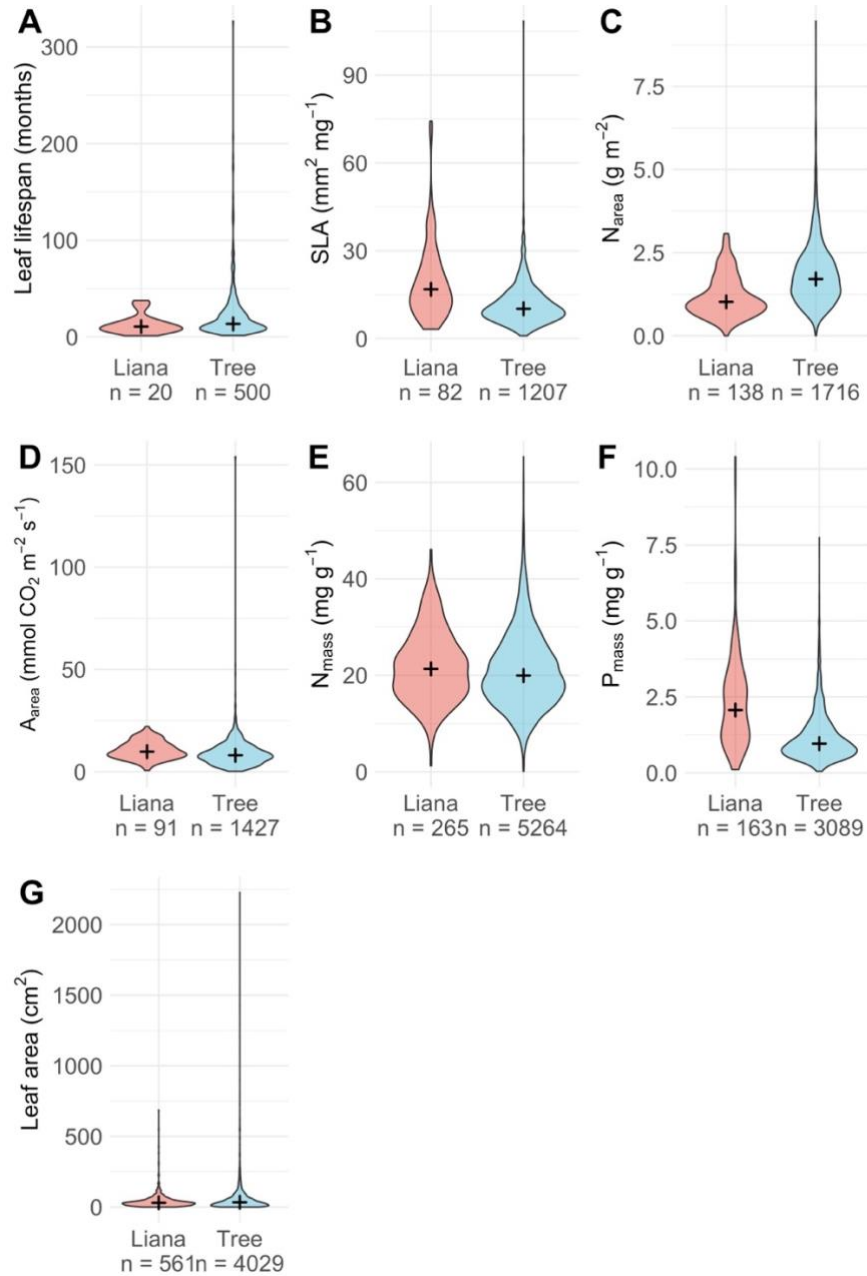 A B C
Leaf lifespan (months)
300
200
100
0
Liana Tree
n = 20 n = 500
SLA (mm² mg⁻¹)
90
60
30
0
Liana Tree
n = 82 n = 1207
N_area (g m⁻²)
7.5
5.0
2.5
0.0
Liana Tree
n = 138 n = 1716
D E F
A_area (mmol CO₂ m⁻² s⁻¹)
150
100
50
0
Liana Tree
n = 91 n = 1427
N_mass (mg g⁻¹)
60
40
20
0
Liana Tree
n = 265 n = 5264
P_mass (mg g⁻¹)
10.0
7.5
5.0
2.5
0.0
Liana Tree
n = 163 n = 3089
G
Leaf area (cm²)
2000
1500
1000
500
0
Liana Tree
n = 561 n = 4029